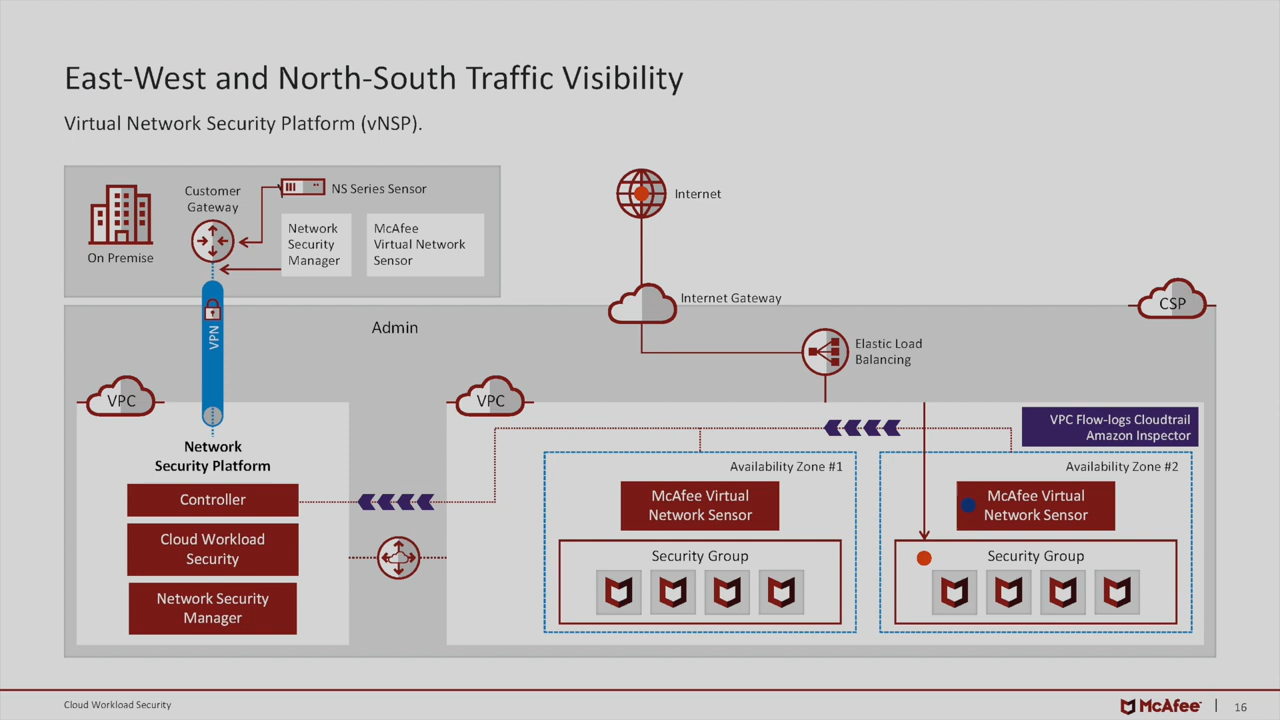 East-West and North-South Traffic Visibility
Virtual Network Security Platform (vNSP).
On Premise
Customer
Gateway
NS Series Sensor
Network
Security
Manager
McAfee
Virtual Network
Sensor
Internet
Internet Gateway
CSP
VPN
Admin
Elastic Load
Balancing
VPC
Network
Security Platform
Controller
Cloud Workload
Security
Network Security
Manager
VPC
VPC Flow-logs Cloudtrail
Amazon Inspector
Availability Zone #1
McAfee Virtual
Network Sensor
Security Group
Availability Zone #2
McAfee Virtual
Network Sensor
Security Group
Cloud Workload Security
McAfee
16